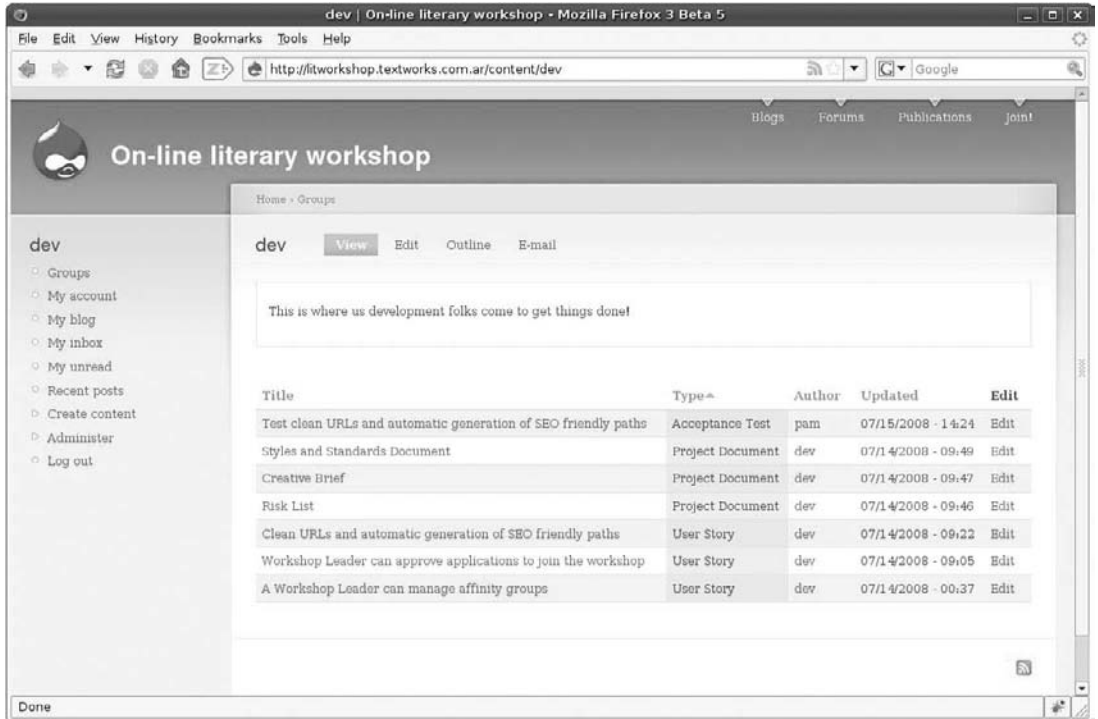 dev | On-line literary workshop - Mozilla Firefox 3 Beta 5
File Edit View History Bookmarks Tools Help
http://litworkshop.textworks.com.ar/content/dev
Google
Blogs Forums Publications Join!
On-line literary workshop
Home › Groups
dev
Groups
My account
My blog
My inbox
My unread
Recent posts
Create content
Administer
Log out
dev View Edit Outline E-mail
This is where us development folks come to get things done!
Title Type Author Updated Edit
Test clean URLs and automatic generation of SEO friendly paths Acceptance Test pam 07/15/2008 - 14:24 Edit
Styles and Standards Document Project Document dev 07/14/2008 - 09:49 Edit
Creative Brief Project Document dev 07/14/2008 - 09:47 Edit
Risk List Project Document dev 07/14/2008 - 09:46 Edit
Clean URLs and automatic generation of SEO friendly paths User Story dev 07/14/2008 - 09:22 Edit
Workshop Leader can approve applications to join the workshop User Story dev 07/14/2008 - 09:05 Edit
A Workshop Leader can manage affinity groups User Story dev 07/14/2008 - 00:37 Edit
Done